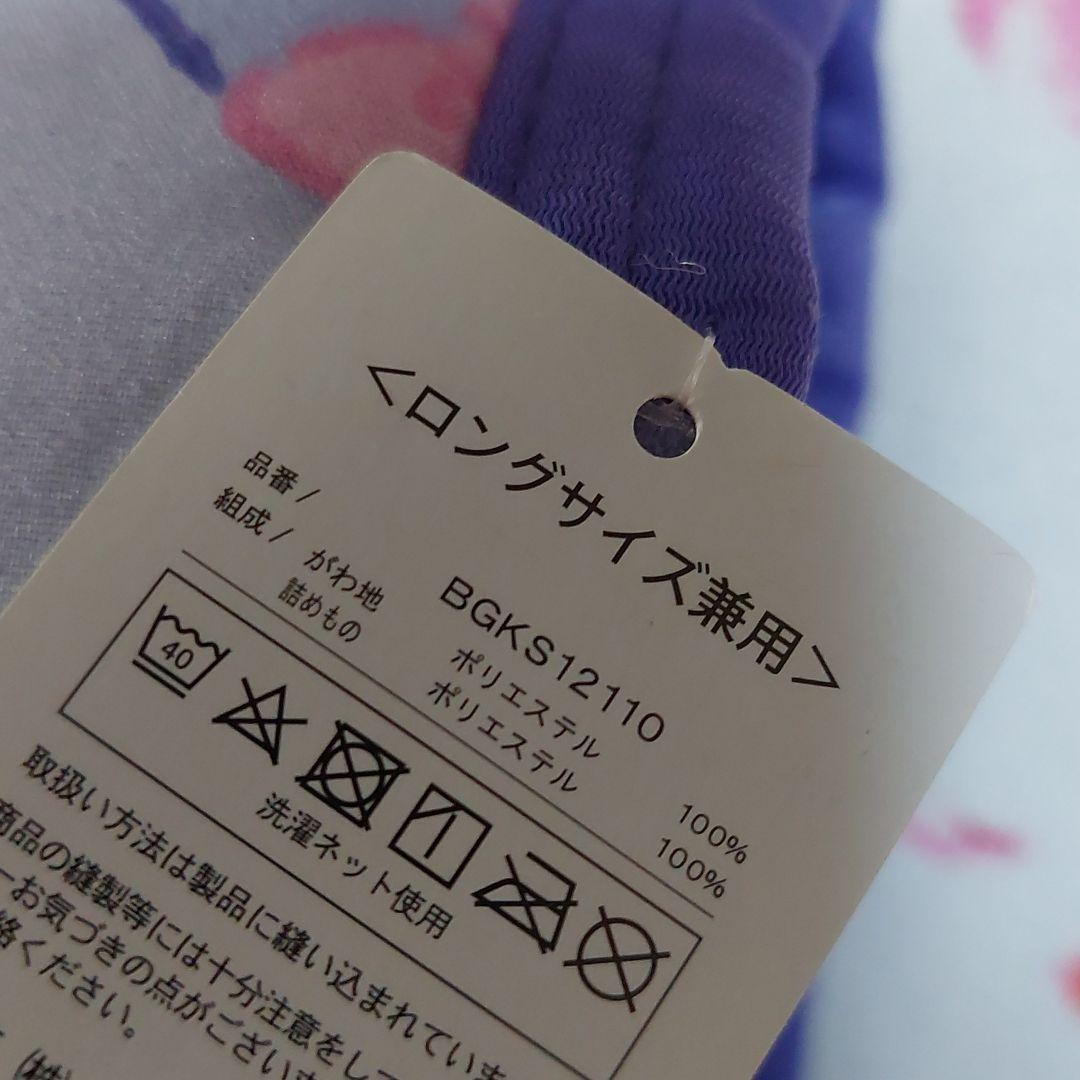 <ロングサイズ兼用>
品番/ BGKS12110
組成/ がわ地 ポリエステル 100%
詰めもの ポリエステル 100%
40
洗濯ネット使用
取扱い方法は製品に縫い込まれていま
商品の縫製等には十分注意をして
お気づきの点がござい
絡ください。
㈱